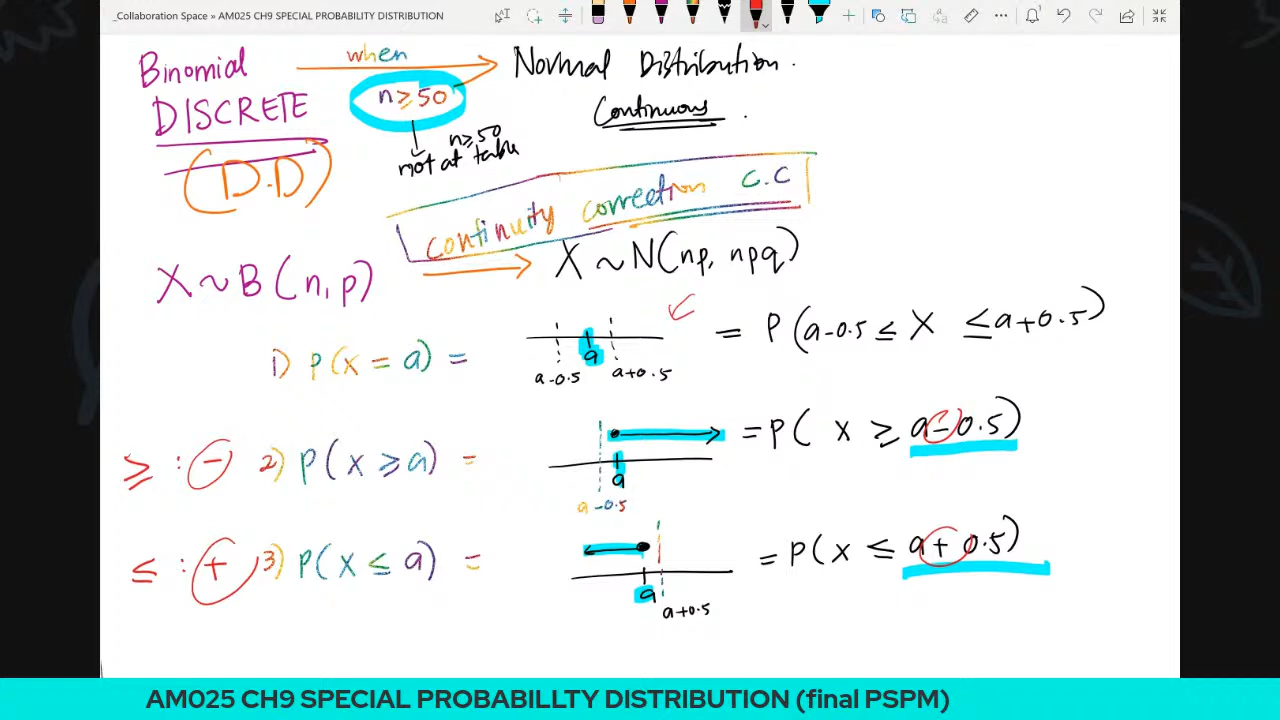 _Collaboration Space » AM025 CH9 SPECIAL PROBABILITY DISTRIBUTION
Binomial when Normal Distribution.
DISCRETE n ≥ 50 Continuous.
(D.D) n ≥ 50
not at table
continuity correction C.C
X ~ B(n, p) X ~ N(np, npq)
1) P(X = a) = a = P(a-0.5 ≤ X ≤ a+0.5)
a-0.5 a+0.5
≥ : - 2) P(X ≥ a) = a = P(X ≥ a-0.5)
a-0.5
≤ : + 3) P(X ≤ a) = a = P(X ≤ a+0.5)
a+0.5
AM025 CH9 SPECIAL PROBABILLTY DISTRIBUTION (final PSPM)